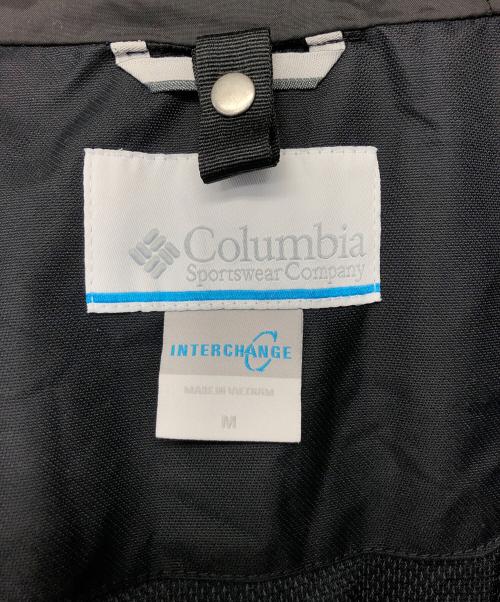 Columbia
Sportswear Company
INTERCHANGE
MADE IN VIETNAM
M